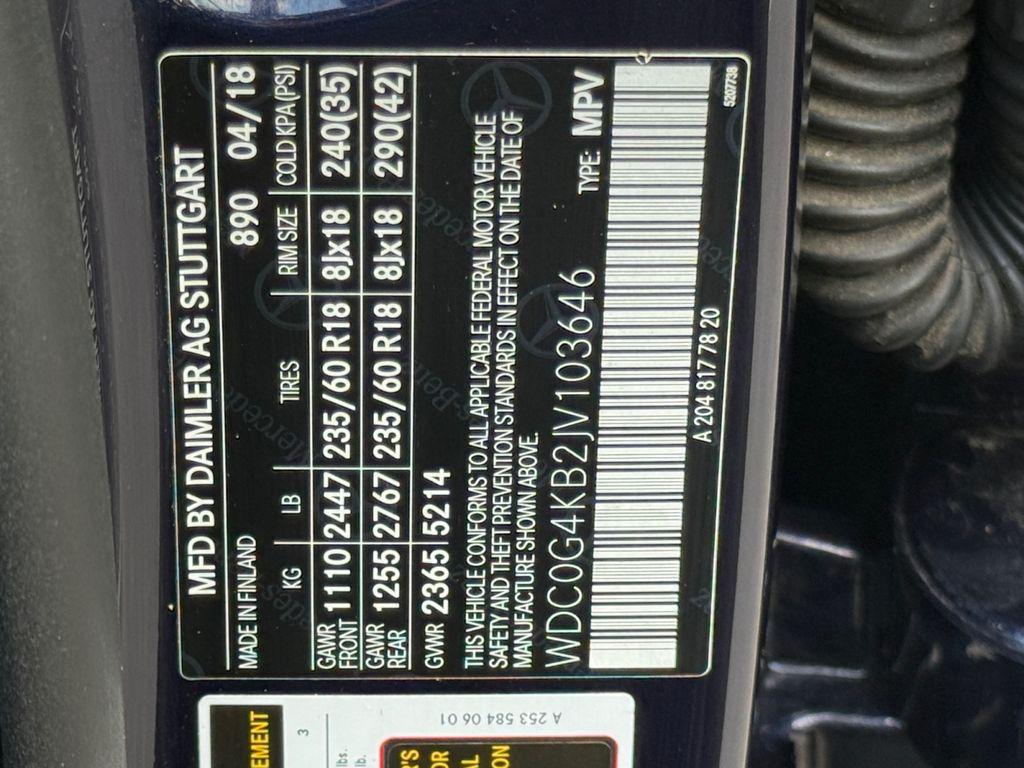 MFD BY DAIMLER AG STUTTGART
MADE IN FINLAND 890 04/18
KG LB TIRES RIM SIZE COLD KPA(PSI)
GAWR FRONT 1110 2447 235/60 R18 8Jx18 240(35)
GAWR REAR 1255 2767 235/60 R18 8Jx18 290(42)
GVWR 2365 5214
THIS VEHICLE CONFORMS TO ALL APPLICABLE FEDERAL MOTOR VEHICLE
SAFETY AND THEFT PREVENTION STANDARDS IN EFFECT ON THE DATE OF
MANUFACTURE SHOWN ABOVE.
WDC0G4KB2JV103646 TYPE: MPV
A 204 817 78 20
5207738
A 253 584 06 01
3
lbs.
lb.